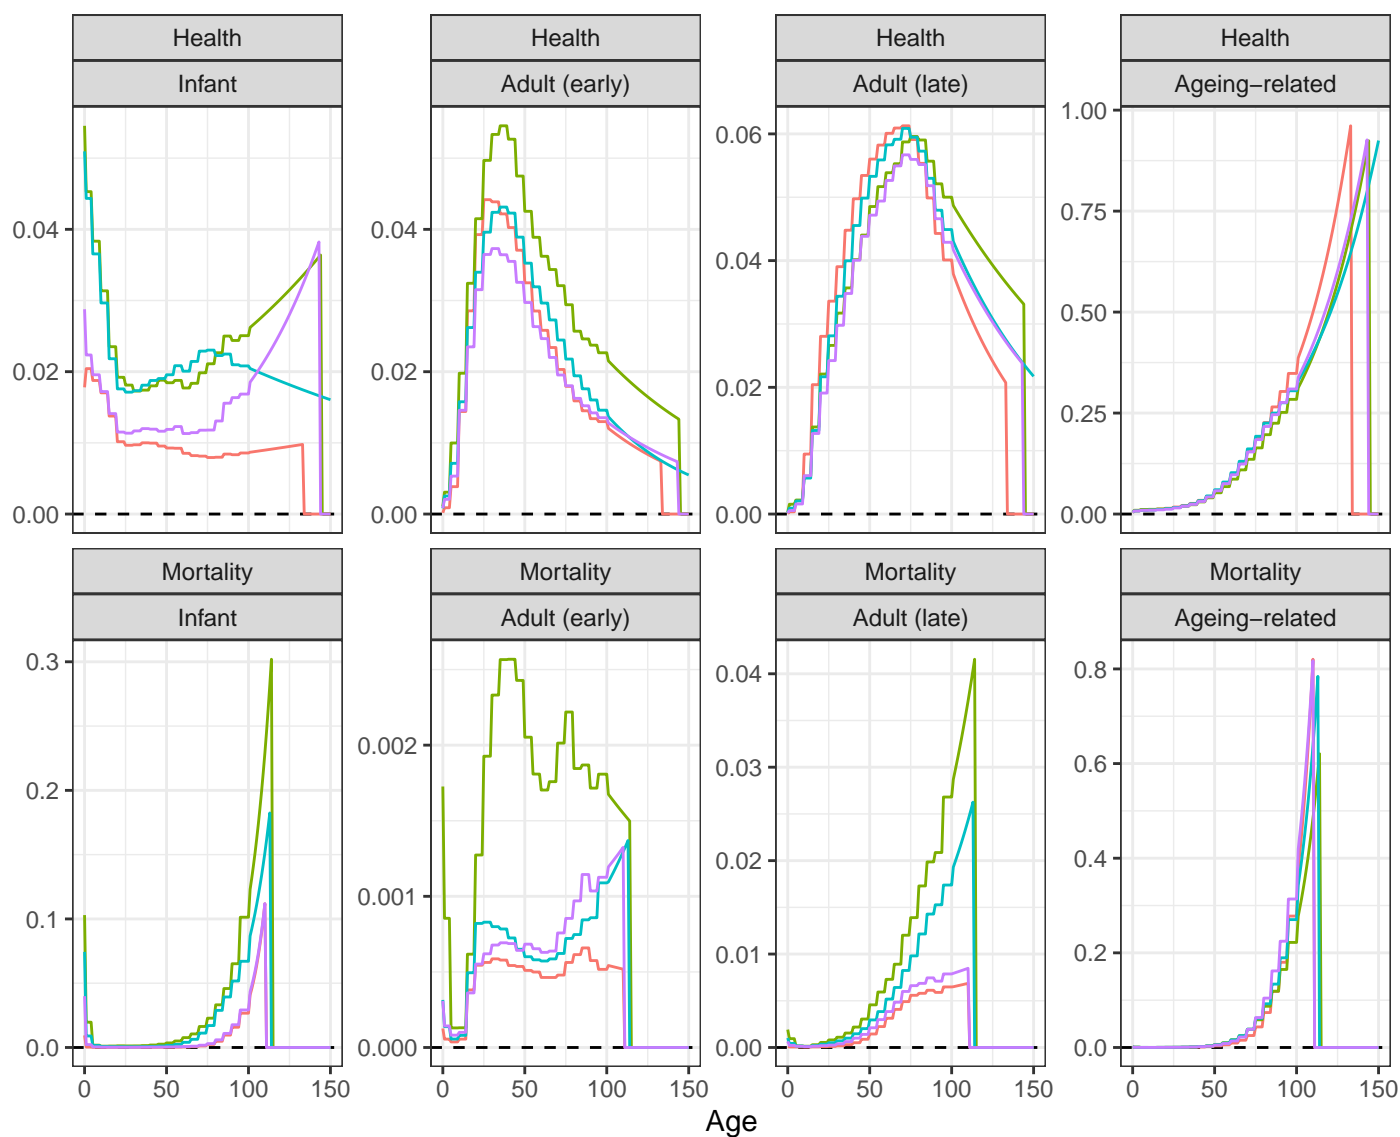 Health Health Health Health
Infant Adult (early) Adult (late) Ageing−related
0.04 0.02 0.00
0.04 0.02 0.00
0.06 0.04 0.02 0.00
1.00 0.75 0.50 0.25 0.00
Mortality Mortality Mortality Mortality
Infant Adult (early) Adult (late) Ageing−related
0.3 0.2 0.1 0.0
0.002 0.001 0.000
0.04 0.03 0.02 0.01 0.00
0.8 0.6 0.4 0.2 0.0
0 50 100 150 0 50 100 150 0 50 100 150 0 50 100 150
Age